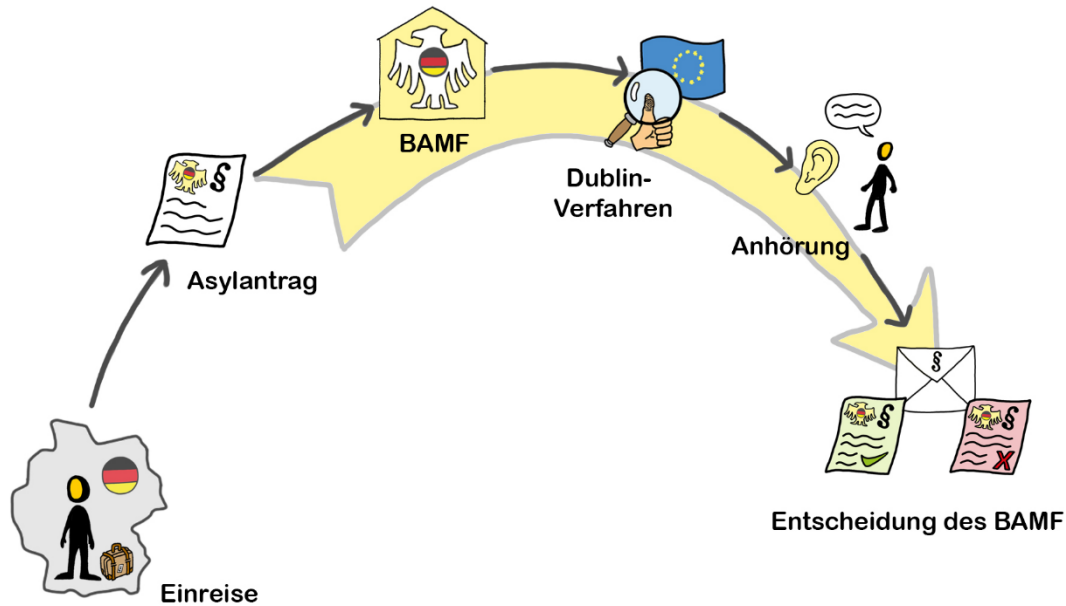 BAMF
Dublin-
Verfahren
Anhörung
§
Asylantrag
§
§
§
Entscheidung des BAMF
Einreise